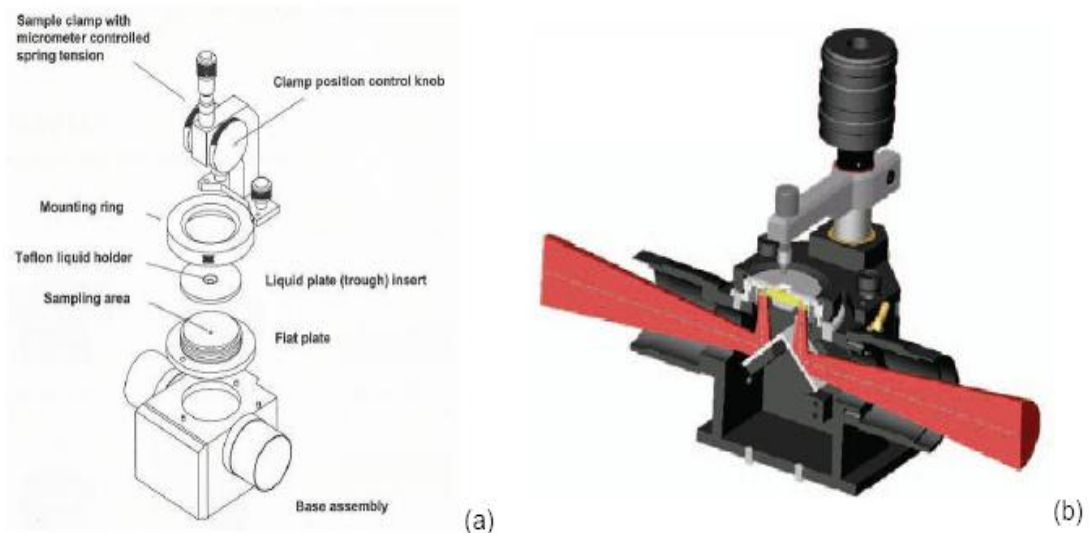 Sample clamp with
micrometer controlled
spring tension
Clamp position control knob
Mounting ring
Teflon liquid holder
Liquid plate (trough) insert
Sampling area
Flat plate
Base assembly
(a)
(b)